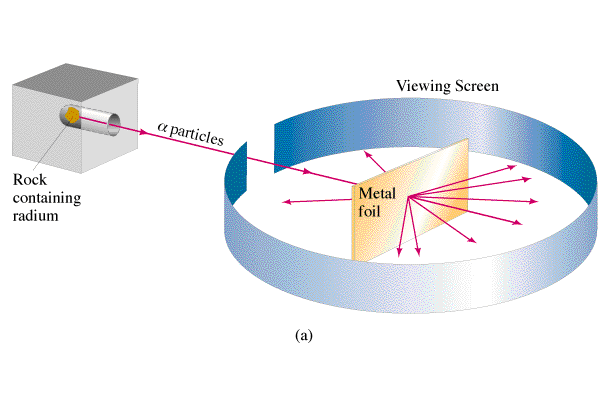 Viewing Screen
α particles
Rock
containing
radium
Metal
foil
(a)